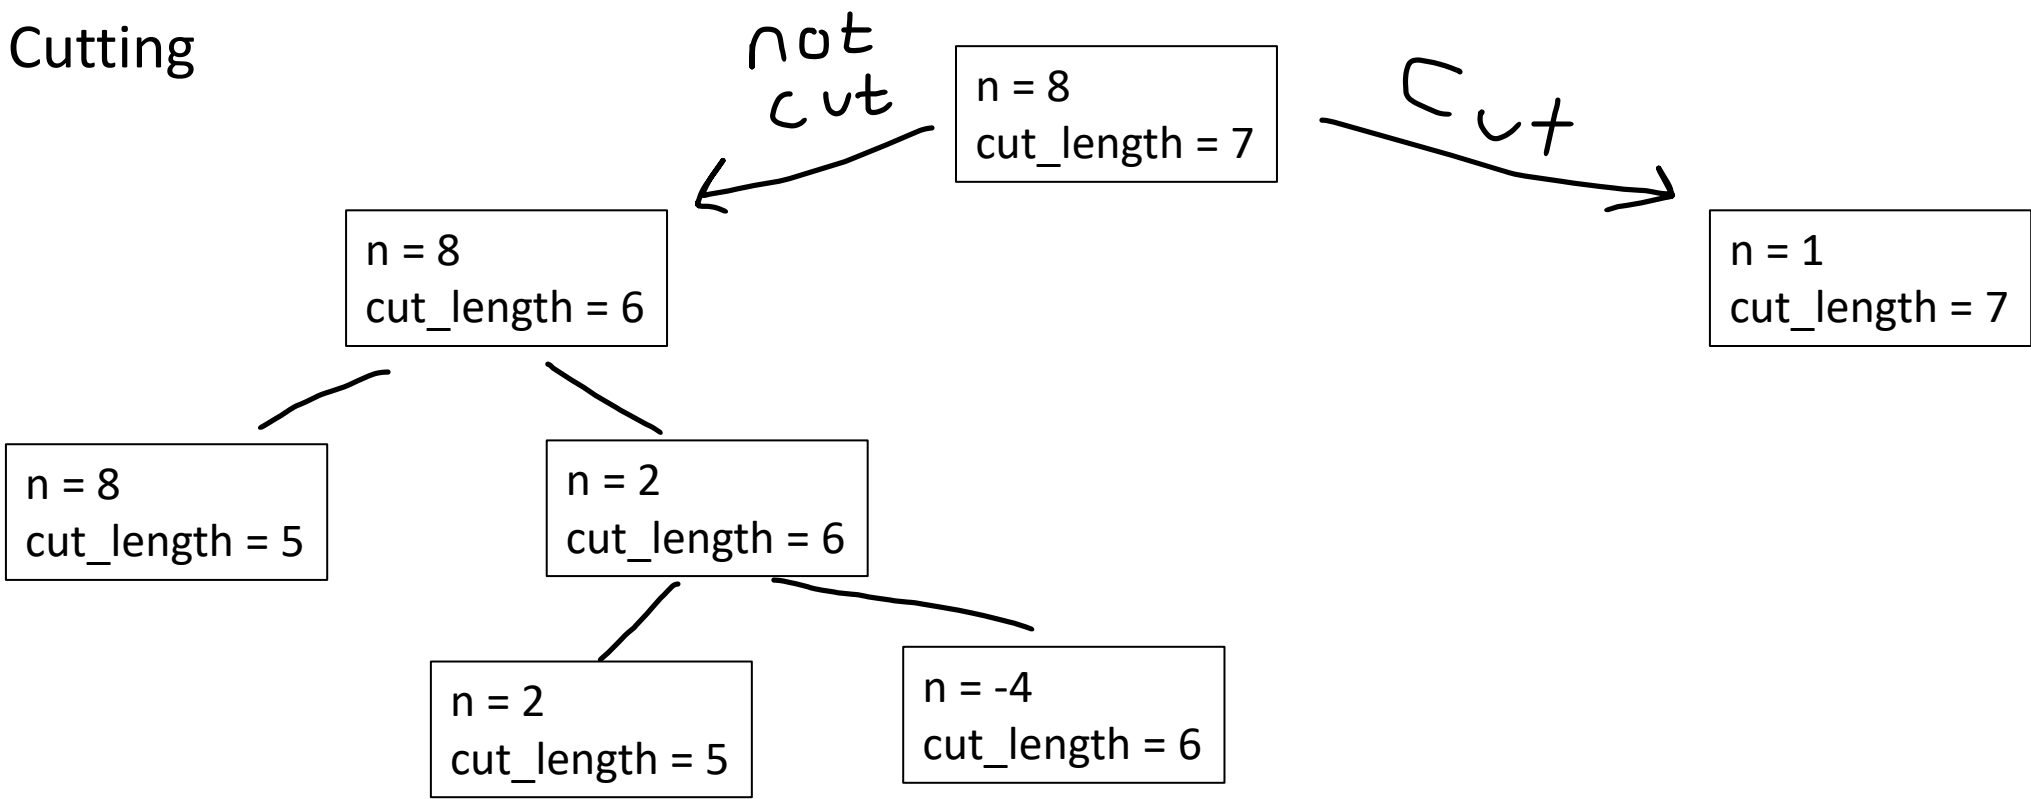 Cutting
not
cut
n = 8
cut_length = 7
cut
n = 8
cut_length = 6
n = 1
cut_length = 7
n = 8
cut_length = 5
n = 2
cut_length = 6
n = 2
cut_length = 5
n = -4
cut_length = 6